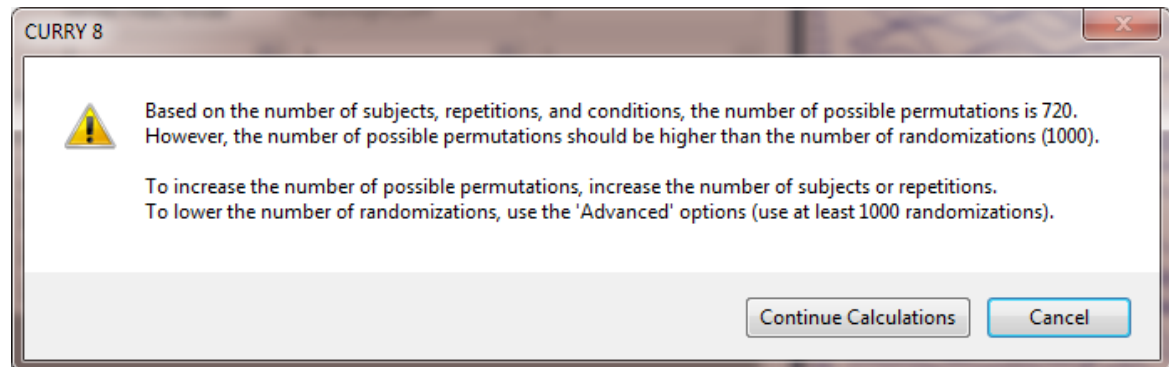 CURRY 8
Based on the number of subjects, repetitions, and conditions, the number of possible permutations is 720.
However, the number of possible permutations should be higher than the number of randomizations (1000).
To increase the number of possible permutations, increase the number of subjects or repetitions.
To lower the number of randomizations, use the 'Advanced' options (use at least 1000 randomizations).
Continue Calculations
Cancel